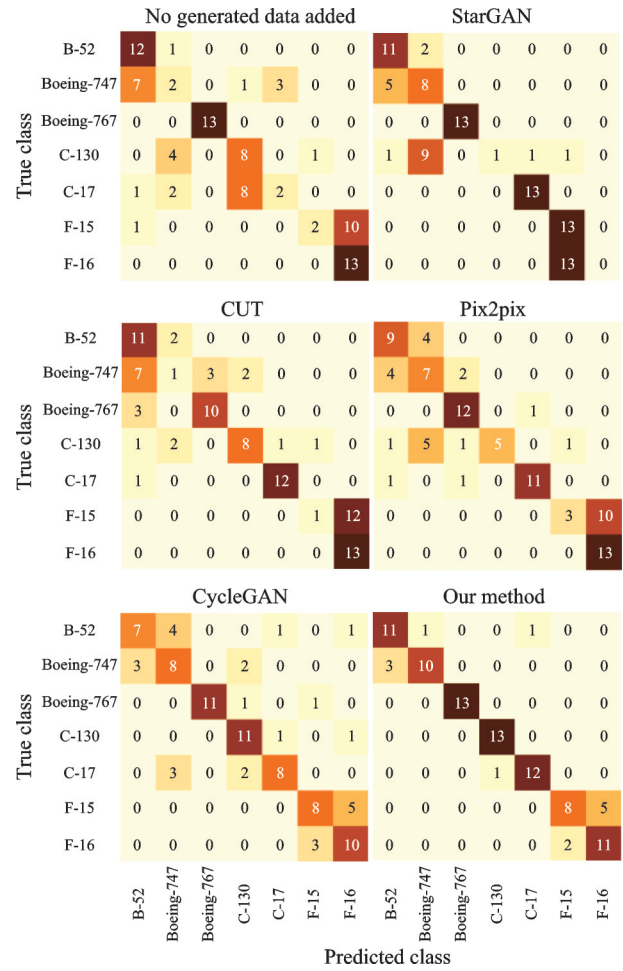 No generated data added StarGAN
B-52 12 1 0 0 0 0 0 11 2 0 0 0 0 0
Boeing-747 7 2 0 1 3 0 0 5 8 0 0 0 0 0
Boeing-767 0 0 13 0 0 0 0 0 0 13 0 0 0 0
C-130 0 4 0 8 0 1 0 1 9 0 1 1 1 0
C-17 1 2 0 8 2 0 0 0 0 0 0 13 0 0
F-15 1 0 0 0 0 2 10 0 0 0 0 0 13 0
F-16 0 0 0 0 0 0 13 0 0 0 0 0 13 0
True class
CUT Pix2pix
B-52 11 2 0 0 0 0 0 9 4 0 0 0 0 0
Boeing-747 7 1 3 2 0 0 0 4 7 2 0 0 0 0
Boeing-767 3 0 10 0 0 0 0 0 0 12 0 1 0 0
C-130 1 2 0 8 1 1 0 1 5 1 5 0 1 0
C-17 1 0 0 0 12 0 0 1 0 1 0 11 0 0
F-15 0 0 0 0 0 1 12 0 0 0 0 0 3 10
F-16 0 0 0 0 0 0 13 0 0 0 0 0 0 13
True class
CycleGAN Our method
B-52 7 4 0 0 1 0 1 11 1 0 0 1 0 0
Boeing-747 3 8 0 2 0 0 0 3 10 0 0 0 0 0
Boeing-767 0 0 11 1 0 1 0 0 0 13 0 0 0 0
C-130 0 0 0 11 1 0 1 0 0 0 13 0 0 0
C-17 0 3 0 2 8 0 0 0 0 0 1 12 0 0
F-15 0 0 0 0 0 8 5 0 0 0 0 0 8 5
F-16 0 0 0 0 0 3 10 0 0 0 0 0 2 11
True class
B-52 Boeing-747 Boeing-767 C-130 C-17 F-15 F-16 B-52 Boeing-747 Boeing-767 C-130 C-17 F-15 F-16
Predicted class